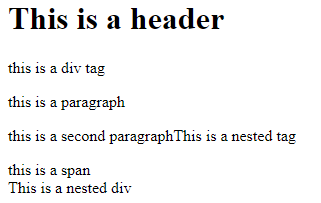 This is a header
this is a div tag
this is a paragraph
this is a second paragraphThis is a nested tag
this is a span
This is a nested div